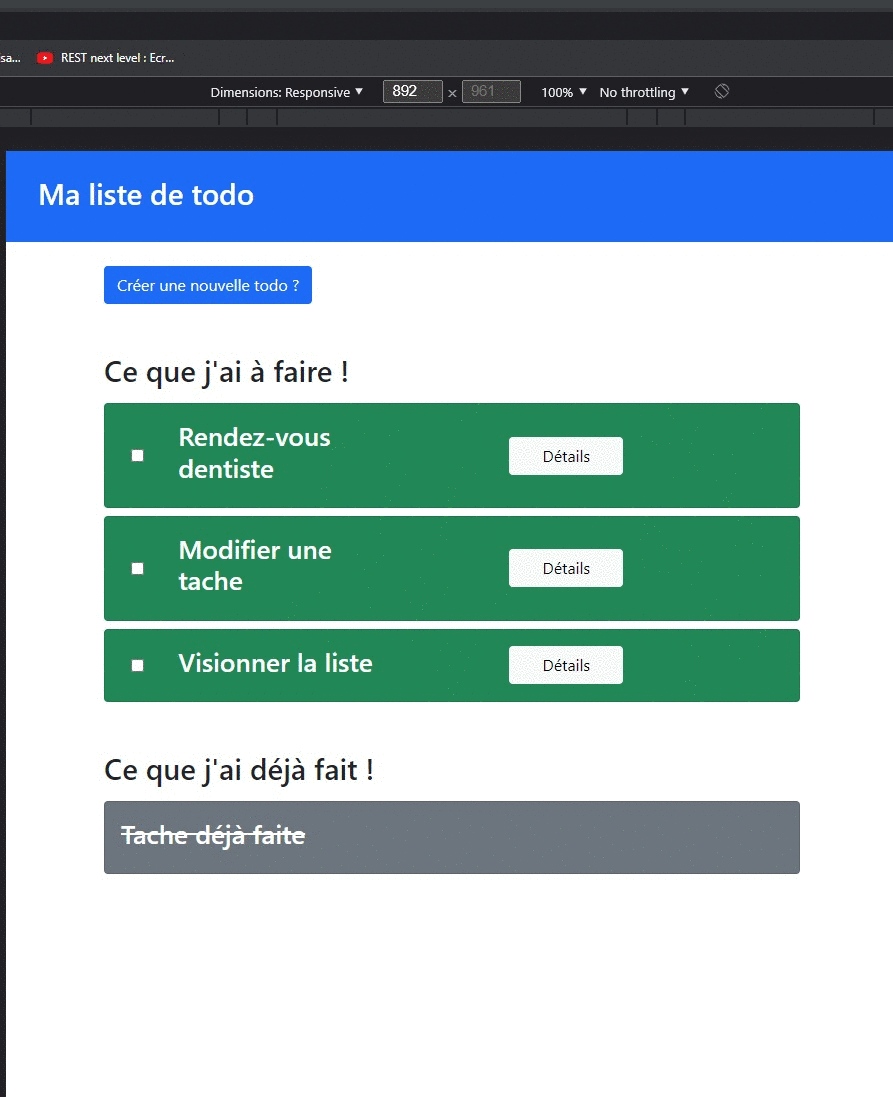 sa...
REST next level : Ecr...
Dimensions: Responsive ▼ 892 × 961 100% ▼ No throttling ▼
Ma liste de todo
Créer une nouvelle todo ?
Ce que j'ai à faire !
Rendez-vous
dentiste
Détails
Modifier une
tache
Détails
Visionner la liste
Détails
Ce que j'ai déjà fait !
Tache déjà faite